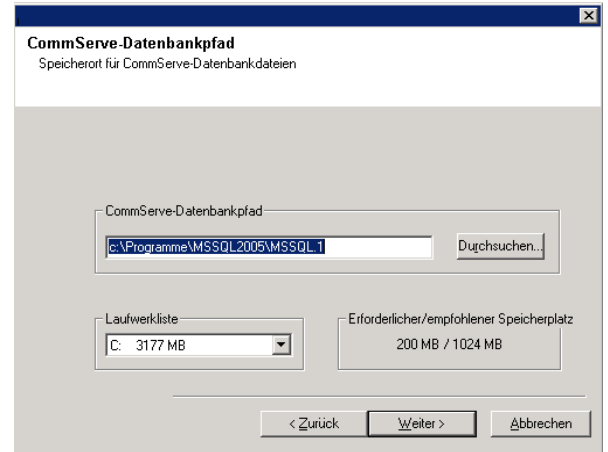 CommServe-Datenbankpfad
Speicherort für CommServe-Datenbankdateien
CommServe-Datenbankpfad
c:\Programme\MSSQL2005\MSSQL.1
Durchsuchen...
Laufwerkliste
C: 3177 MB
Erforderlicher/empfohlener Speicherplatz
200 MB / 1024 MB
< Zurück
Weiter >
Abbrechen